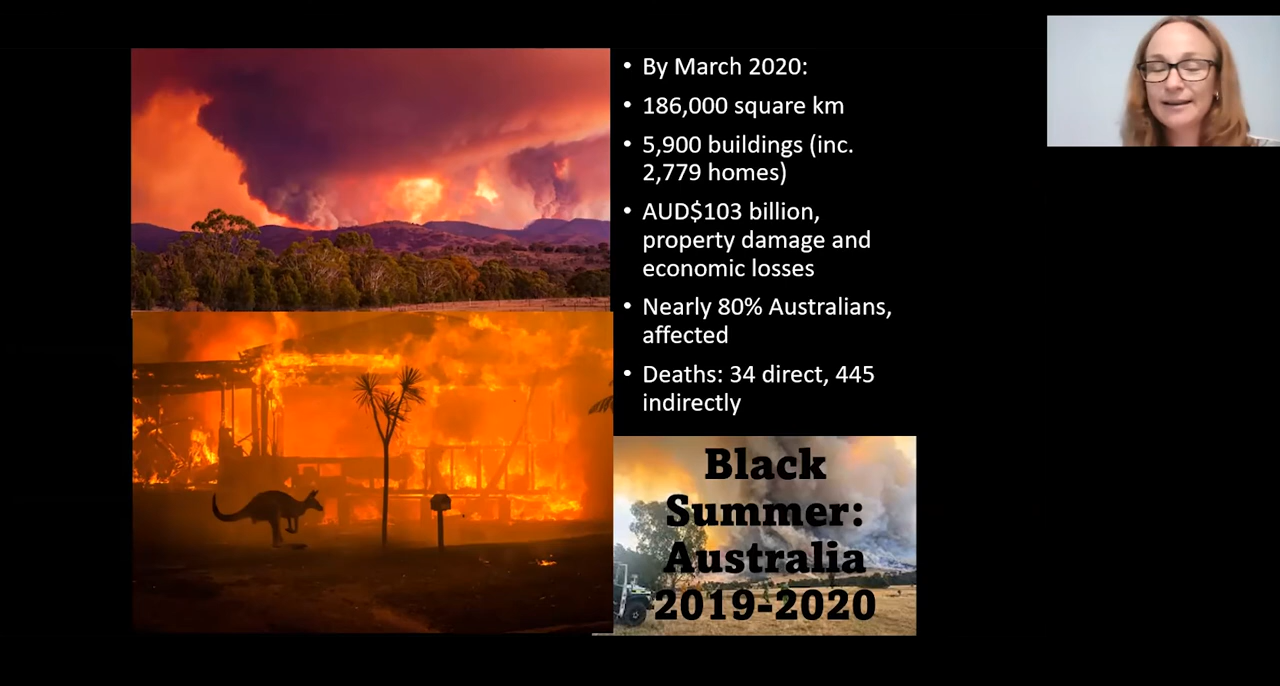 • By March 2020:
• 186,000 square km
• 5,900 buildings (inc.
2,779 homes)
• AUD$103 billion,
property damage and
economic losses
• Nearly 80% Australians,
affected
• Deaths: 34 direct, 445
indirectly
Black
Summer:
Australia
2019-2020